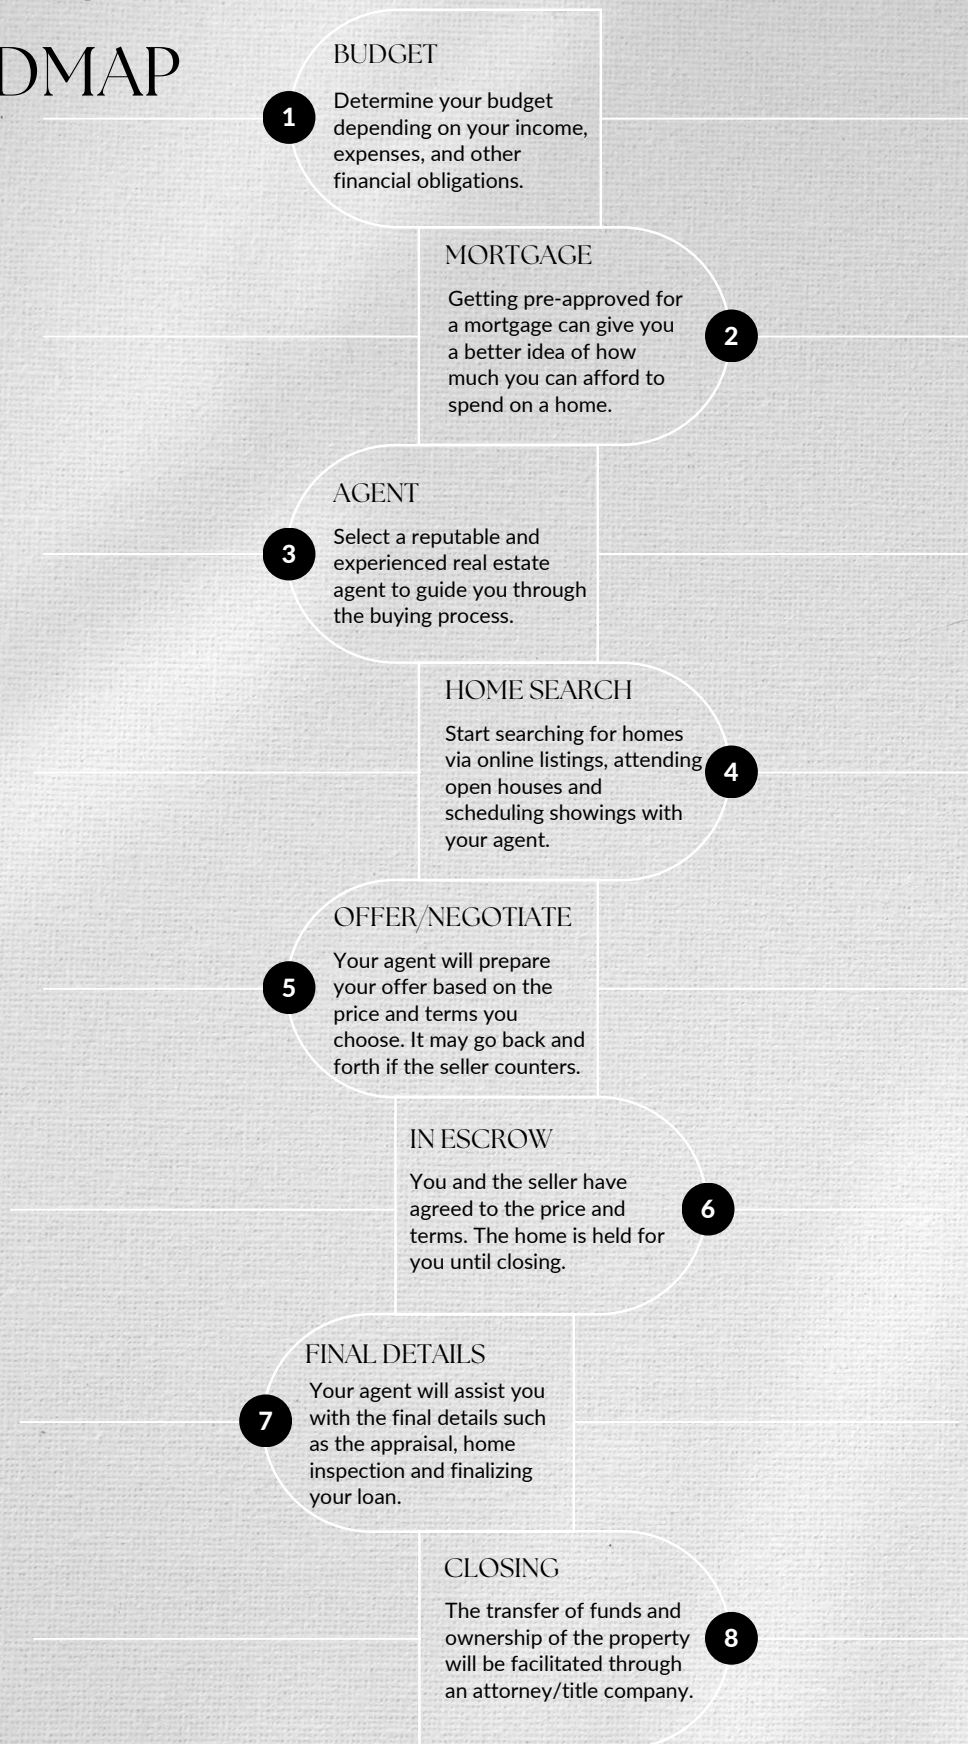 DMAP
BUDGET
1
Determine your budget
depending on your income,
expenses, and other
financial obligations.
MORTGAGE
Getting pre-approved for
a mortgage can give you
a better idea of how
much you can afford to
spend on a home.
2
AGENT
3
Select a reputable and
experienced real estate
agent to guide you through
the buying process.
HOME SEARCH
Start searching for homes
via online listings, attending
open houses and
scheduling showings with
your agent.
4
OFFER/NEGOTIATE
5
Your agent will prepare
your offer based on the
price and terms you
choose. It may go back and
forth if the seller counters.
IN ESCROW
You and the seller have
agreed to the price and
terms. The home is held for
you until closing.
6
FINAL DETAILS
7
Your agent will assist you
with the final details such
as the appraisal, home
inspection and finalizing
your loan.
CLOSING
The transfer of funds and
ownership of the property
will be facilitated through
an attorney/title company.
8